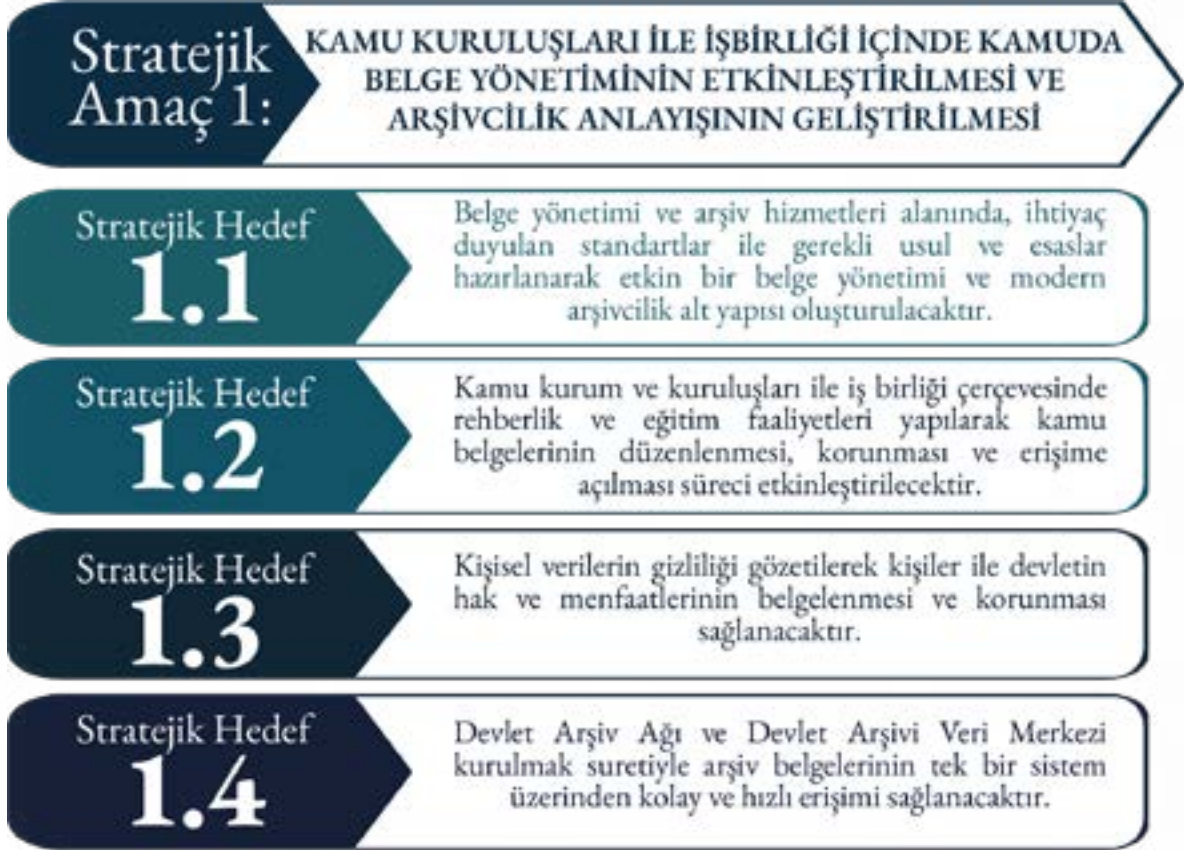 Stratejik
Amaç 1:
KAMU KURULUŞLARI İLE İŞBİRLİĞİ İÇİNDE KAMUDA
BELGE YÖNETİMİNİN ETKİNLEŞTİRİLMESİ VE
ARŞİVCİLİK ANLAYIŞININ GELİŞTİRİLMESİ
Stratejik Hedef
1.1
Belge yönetimi ve arşiv hizmetleri alanında, ihtiyaç
duyulan standartlar ile gerekli usul ve esaslar
hazırlanarak etkin bir belge yönetimi ve modern
arşivcilik alt yapısı oluşturulacaktır.
Stratejik Hedef
1.2
Kamu kurum ve kuruluşları ile iş birliği çerçevesinde
rehberlik ve eğitim faaliyetleri yapılarak kamu
belgelerinin düzenlenmesi, korunması ve erişime
açılması süreci etkinleştirilecektir.
Stratejik Hedef
1.3
Kişisel verilerin gizliliği gözetilerek kişiler ile devletin
hak ve menfaatlerinin belgelenmesi ve korunması
sağlanacaktır.
Stratejik Hedef
1.4
Devlet Arşiv Ağı ve Devlet Arşivi Veri Merkezi
kurulmak suretiyle arşiv belgelerinin tek bir sistem
üzerinden kolay ve hızlı erişimi sağlanacaktır.